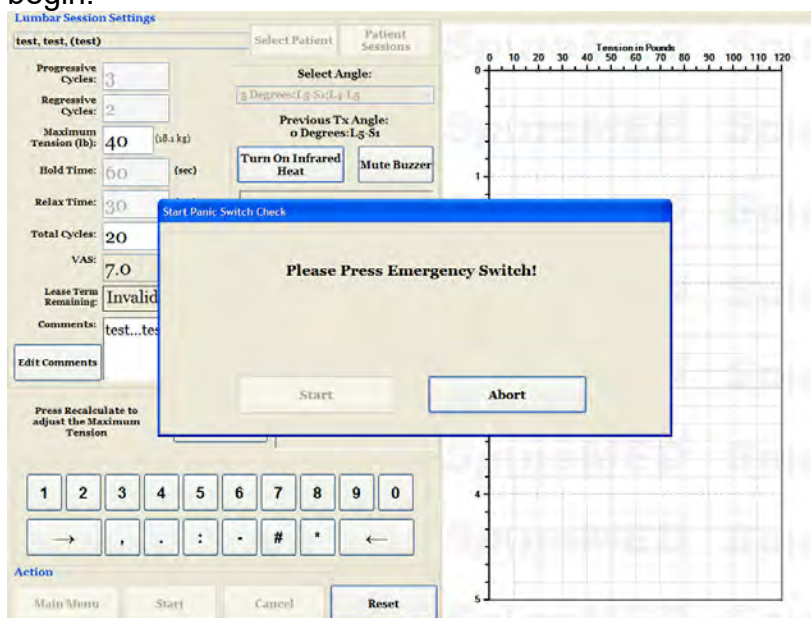 begin.
Lumbar Session Settings
test, test, (test)
Select Patient
Patient
Sessions
Progressive
Cycles:
3
Regressive
Cycles:
2
Maximum
Tension (lb):
40
(18.1 kg)
Hold Time:
60
(sec)
Relax Time:
30
Total Cycles:
20
VAS:
7.0
Lease Term
Remaining:
Invalid
Comments:
test...tes
Edit Comments
Select Angle:
5 Degrees:L5-S1;L4-L5
Previous Tx Angle:
0 Degrees:L5-S1
Turn On Infrared
Heat
Mute Buzzer
Start Panic Switch Check
Please Press Emergency Switch!
Start
Abort
Press Recalculate to
adjust the Maximum
Tension
1 2 3 4 5 6 7 8 9 0
→ , . : - # * ←
Action
Main Menu
Start
Cancel
Reset
Tension in Pounds
0 10 20 30 40 50 60 70 80 90 100 110 120
0
1
4
5
SpineMED